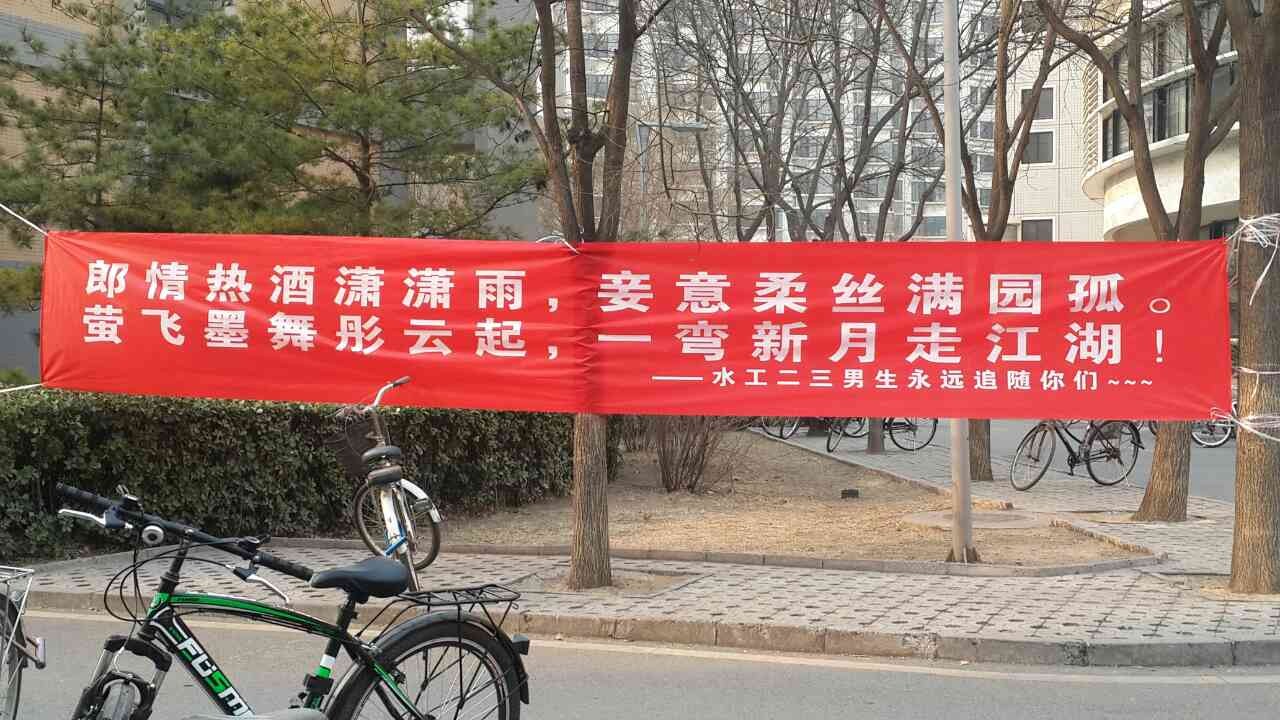 郎情热酒潇潇雨，妾意柔丝满园孤。
萤飞墨舞彤云起，一弯新月走江湖！
——水工二三男生永远追随你们~~~